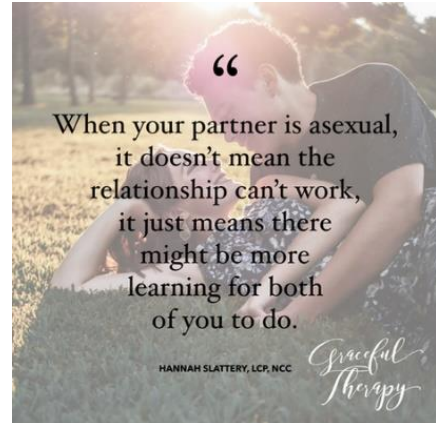 “
When your partner is asexual,
it doesn’t mean the
relationship can’t work,
it just means there
might be more
learning for both
of you to do.
HANNAH SLATTERY, LCP, NCC
Graceful
Therapy